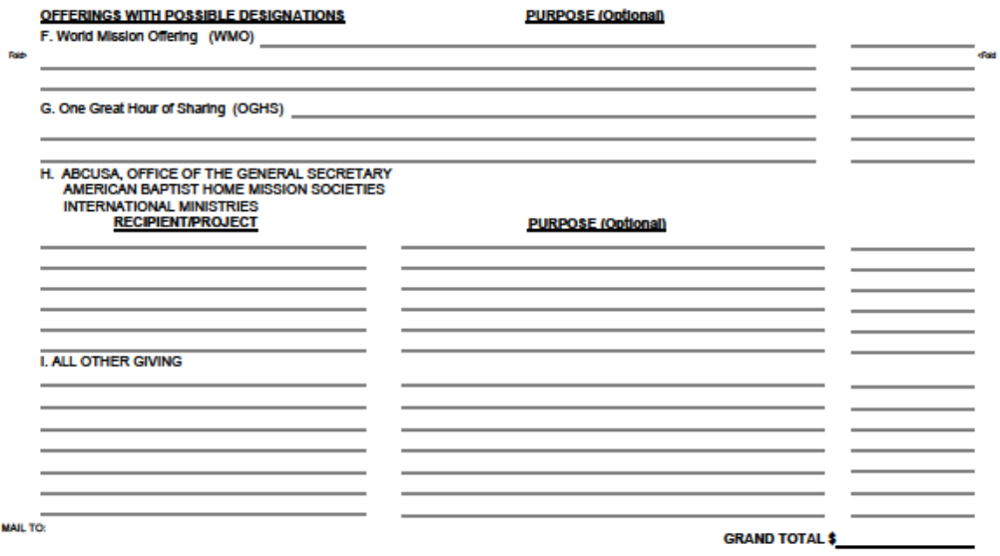 OFFERINGS WITH POSSIBLE DESIGNATIONS PURPOSE (Optional)
F. World Mission Offering (WMO)
Fold> <Fold
G. One Great Hour of Sharing (OGHS)
H. ABCUSA, OFFICE OF THE GENERAL SECRETARY
AMERICAN BAPTIST HOME MISSION SOCIETIES
INTERNATIONAL MINISTRIES
RECIPIENT/PROJECT PURPOSE (Optional)
I. ALL OTHER GIVING
MAIL TO:
GRAND TOTAL $